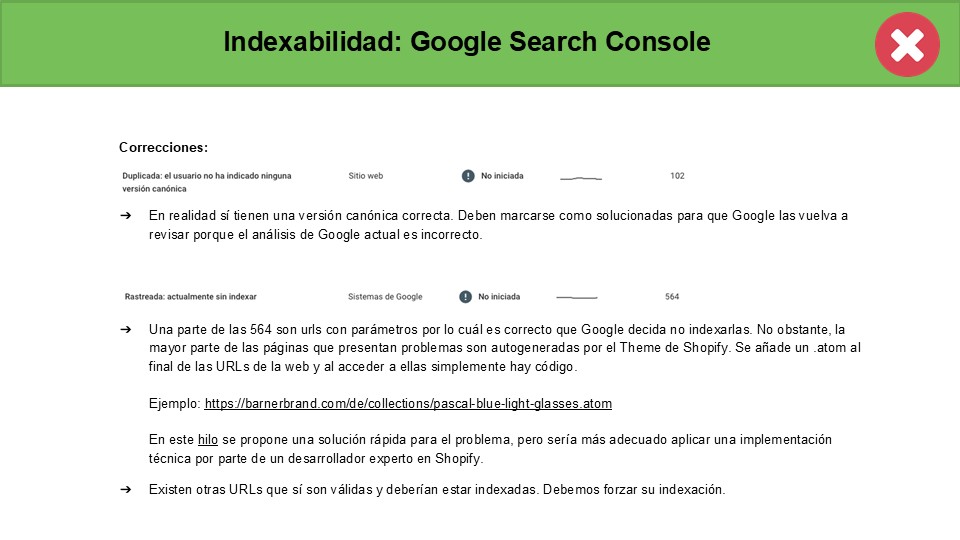 Indexabilidad: Google Search Console
Correcciones:
Duplicada: el usuario no ha indicado ninguna
versión canónica
Sitio web
No iniciada
102
➔ En realidad sí tienen una versión canónica correcta. Deben marcarse como solucionadas para que Google las vuelva a
revisar porque el análisis de Google actual es incorrecto.
Rastreada: actualmente sin indexar
Sistemas de Google
No iniciada
564
➔ Una parte de las 564 son urls con parámetros por lo cuál es correcto que Google decida no indexarlas. No obstante, la
mayor parte de las páginas que presentan problemas son autogeneradas por el Theme de Shopify. Se añade un .atom al
final de las URLs de la web y al acceder a ellas simplemente hay código.
Ejemplo: https://barnerbrand.com/de/collections/pascal-blue-light-glasses.atom
En este hilo se propone una solución rápida para el problema, pero sería más adecuado aplicar una implementación
técnica por parte de un desarrollador experto en Shopify.
➔ Existen otras URLs que sí son válidas y deberían estar indexadas. Debemos forzar su indexación.